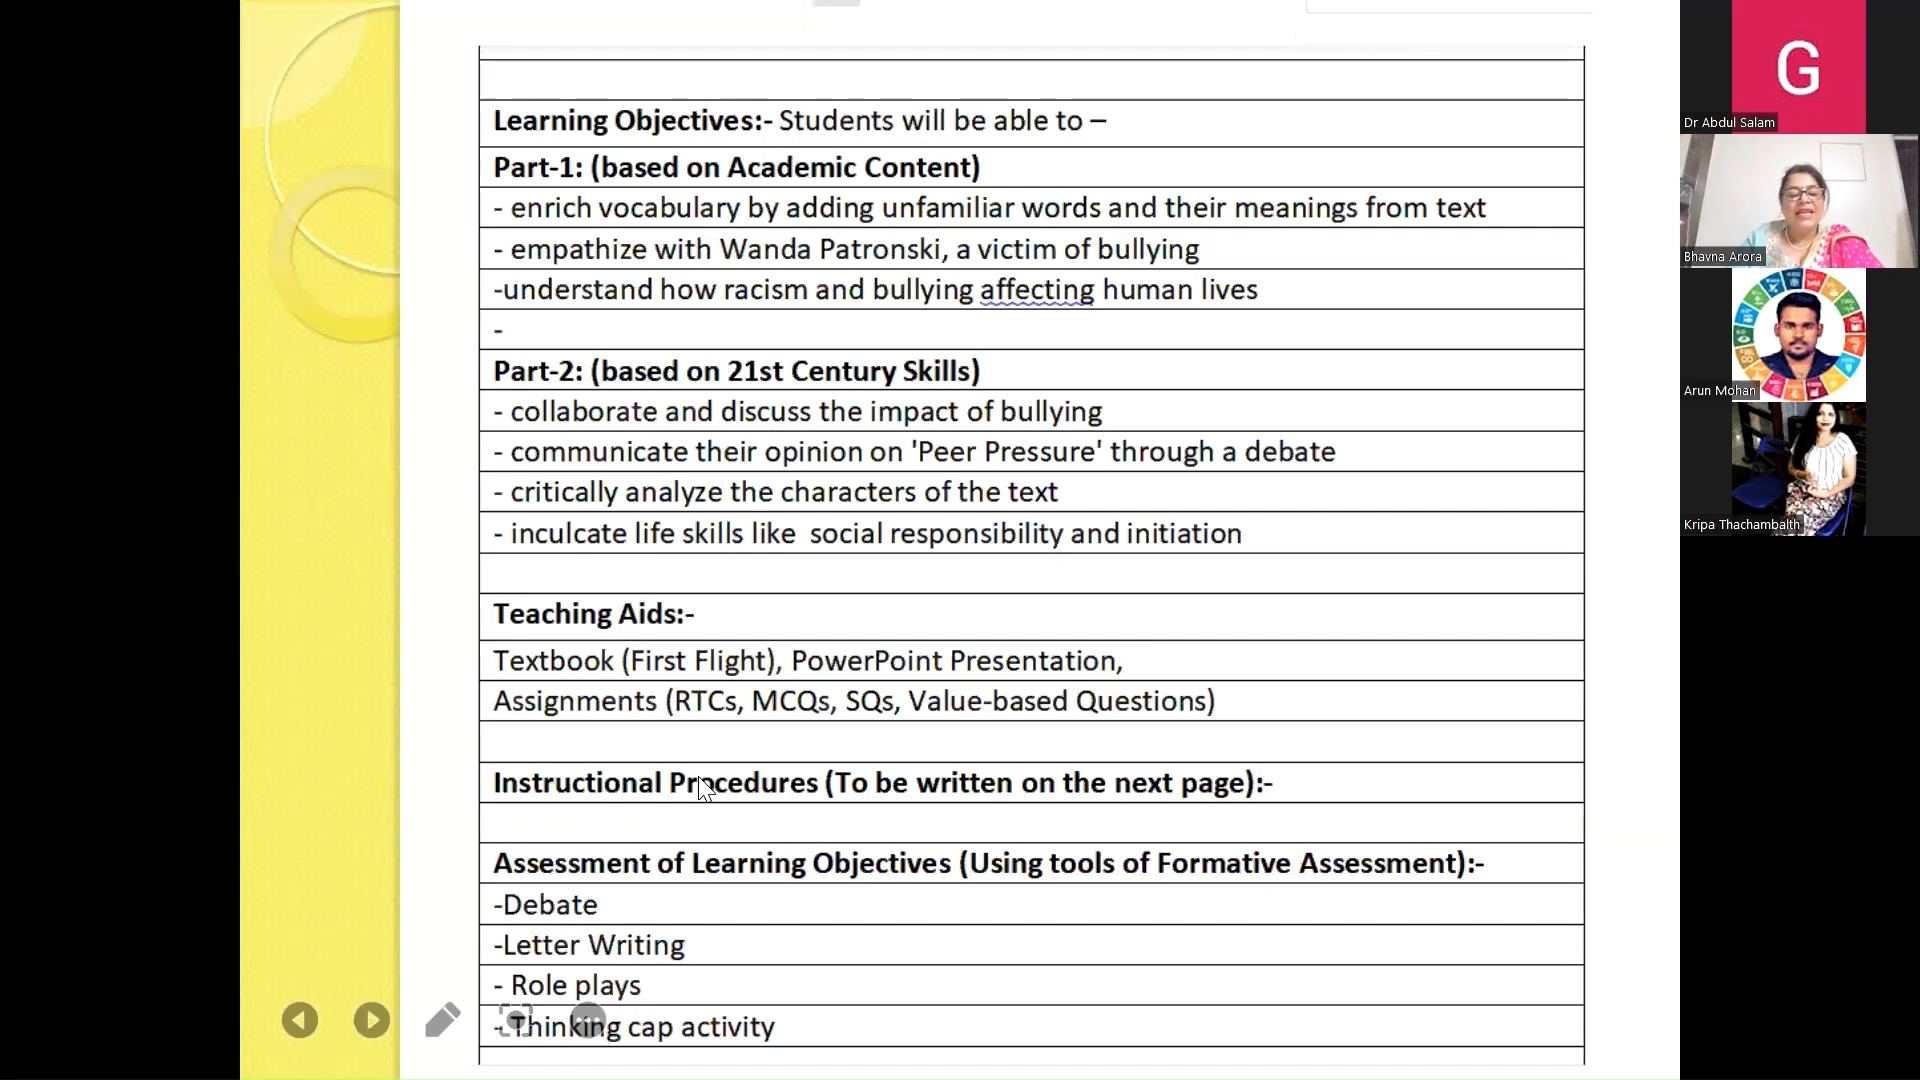 Learning Objectives:- Students will be able to –
Part-1: (based on Academic Content)
- enrich vocabulary by adding unfamiliar words and their meanings from text
- empathize with Wanda Patronski, a victim of bullying
-understand how racism and bullying affecting human lives
-
Part-2: (based on 21st Century Skills)
- collaborate and discuss the impact of bullying
- communicate their opinion on 'Peer Pressure' through a debate
- critically analyze the characters of the text
- inculcate life skills like  social responsibility and initiation
Teaching Aids:-
Textbook (First Flight), PowerPoint Presentation,
Assignments (RTCs, MCQs, SQs, Value-based Questions)
Instructional Procedures (To be written on the next page):-
Assessment of Learning Objectives (Using tools of Formative Assessment):-
-Debate
-Letter Writing
- Role plays
- Thinking cap activity
G
Dr Abdul Salam
Bhavna Arora
Arun Mohan
Kripa Thachambalth